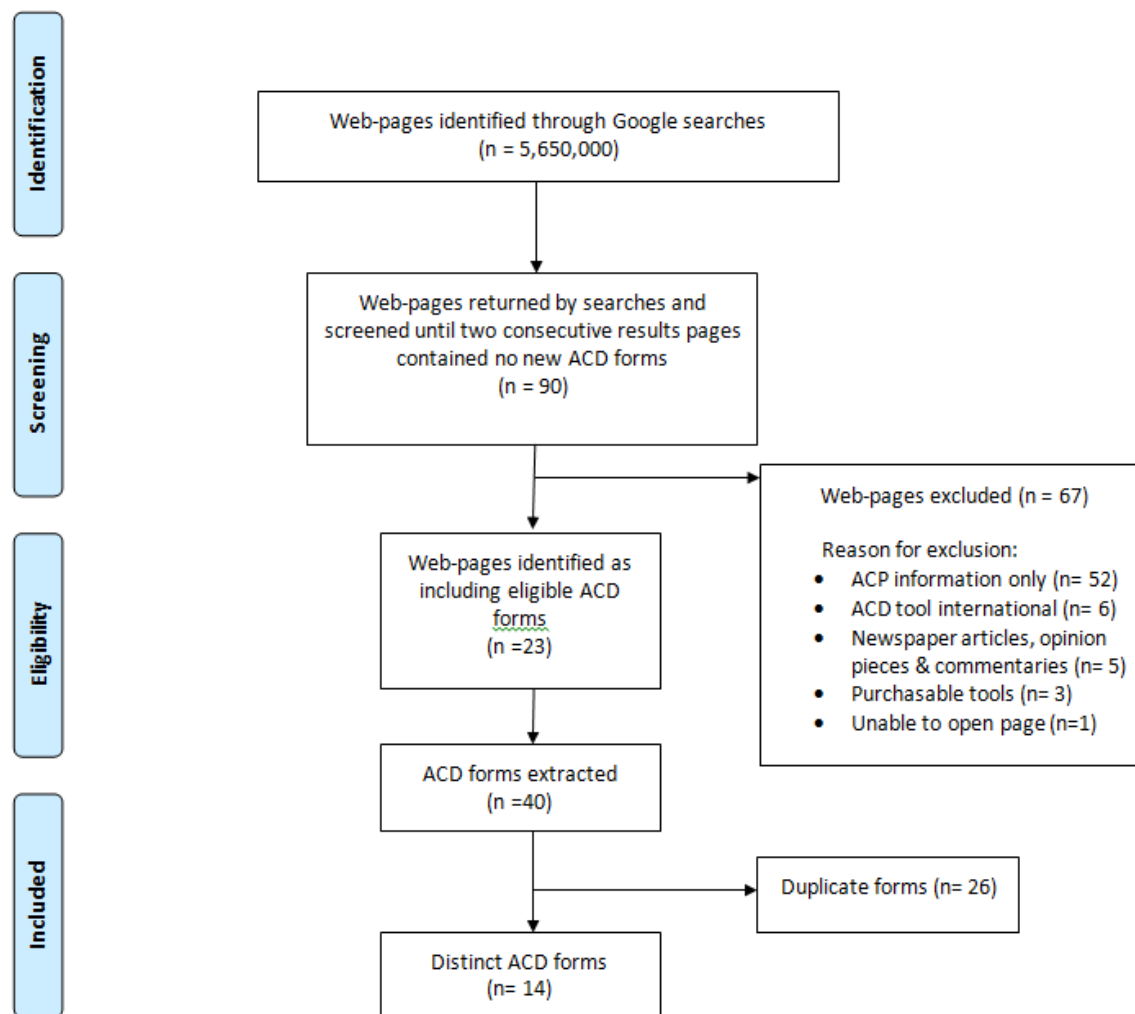 Identification
Web-pages identified through Google searches
(n = 5,650,000)
Screening
Web-pages returned by searches and
screened until two consecutive results pages
contained no new ACD forms
(n = 90)
Web-pages excluded (n = 67)
Reason for exclusion:
• ACP information only (n= 52)
• ACD tool international (n= 6)
• Newspaper articles, opinion
pieces & commentaries (n= 5)
• Purchasable tools (n= 3)
• Unable to open page (n=1)
Eligibility
Web-pages identified as
including eligible ACD
forms
(n =23)
ACD forms extracted
(n =40)
Included
Duplicate forms (n= 26)
Distinct ACD forms
(n= 14)